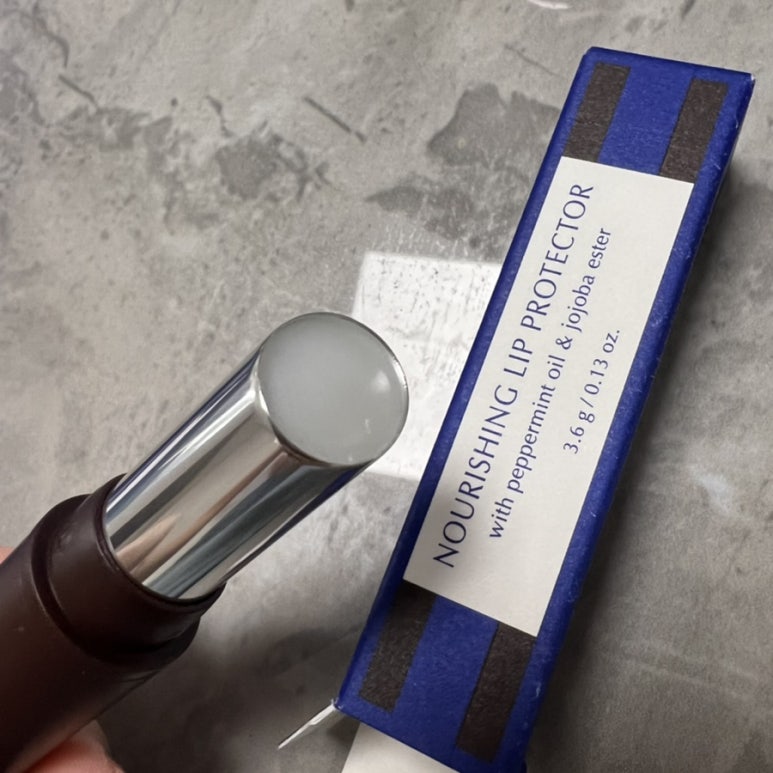 NOURISHING LIP PROTECTOR
with peppermint oil & jojoba ester
3.6 g / 0.13 oz.